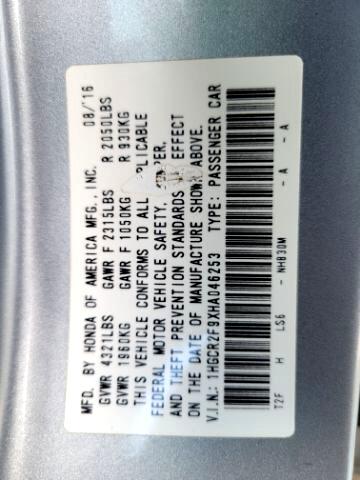 MFD. BY HONDA OF AMERICA MFG., INC. 08/'16
GVWR 4321LBS GAWR F 2315LBS R 2050LBS
GVWR 1960KG GAWR F 1050KG R 930KG
THIS VEHICLE CONFORMS TO ALL PLICABLE
FEDERAL MOTOR VEHICLE SAFETY, PER,
AND THEFT PREVENTION STANDARDS EFFECT
ON THE DATE OF MANUFACTURE SHOWN ABOVE.
V.I.N.: 1HGCR2F9XHA046253 TYPE: PASSENGER CAR
T2F H LS6 - NH830M - A - A